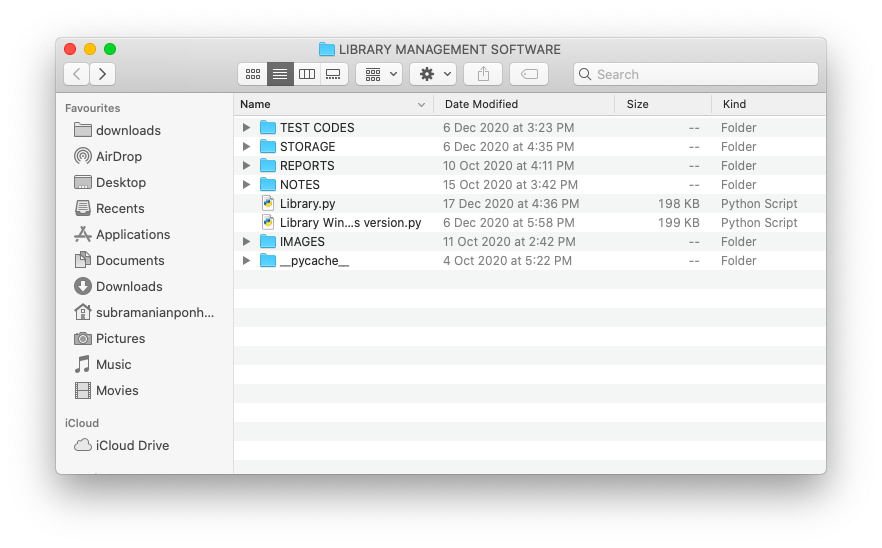 LIBRARY MANAGEMENT SOFTWARE
Search
Favourites
downloads
AirDrop
Desktop
Recents
Applications
Documents
Downloads
subramanianponh...
Pictures
Music
Movies
iCloud
iCloud Drive
Name Date Modified Size Kind
TEST CODES 6 Dec 2020 at 3:23 PM -- Folder
STORAGE 6 Dec 2020 at 4:35 PM -- Folder
REPORTS 10 Oct 2020 at 4:11 PM -- Folder
NOTES 15 Oct 2020 at 3:42 PM -- Folder
Library.py 17 Dec 2020 at 4:36 PM 198 KB Python Script
Library Win...s version.py 6 Dec 2020 at 5:58 PM 199 KB Python Script
IMAGES 11 Oct 2020 at 2:42 PM -- Folder
__pycache__ 4 Oct 2020 at 5:22 PM -- Folder